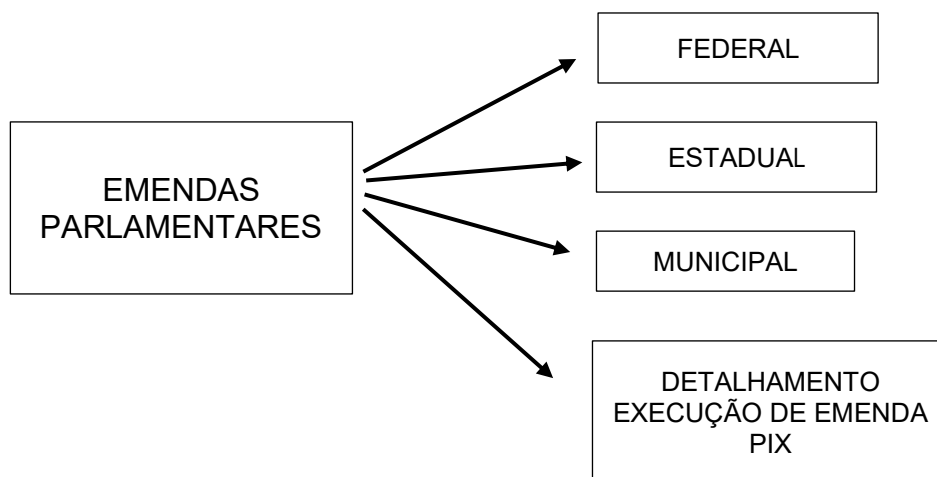 EMENDAS
PARLAMENTARES
FEDERAL
ESTADUAL
MUNICIPAL
DETALHAMENTO
EXECUÇÃO DE EMENDA
PIX